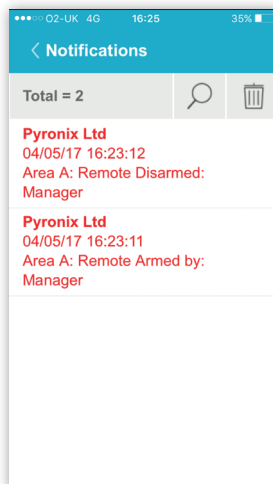 ●●●○○ O2-UK 4G 16:25 35%
Notifications
Total = 2
Pyronix Ltd
04/05/17 16:23:12
Area A: Remote Disarmed:
Manager
Pyronix Ltd
04/05/17 16:23:11
Area A: Remote Armed by:
Manager